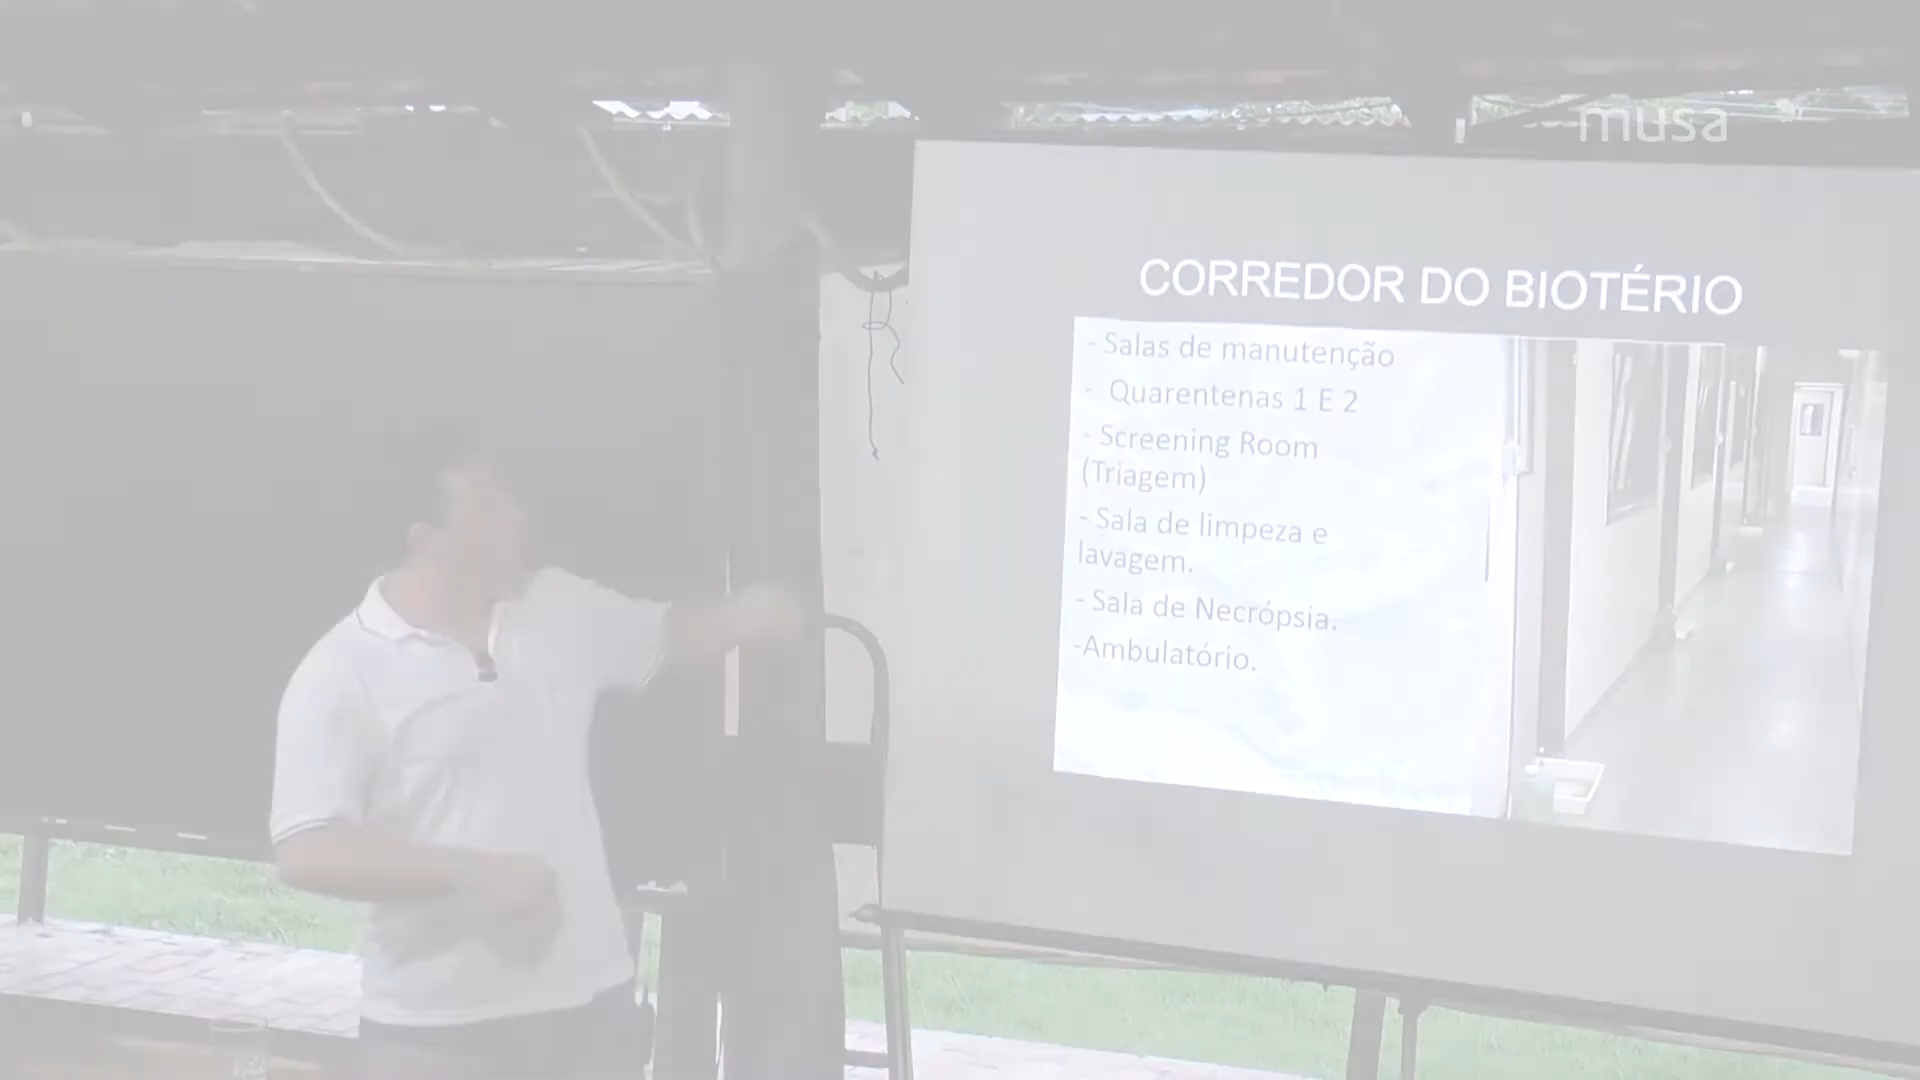 musa
CORREDOR DO BIOTÉRIO
- Salas de manutenção
- Quarentenas 1 E 2
- Screening Room
(Triagem)
- Sala de limpeza e
lavagem.
- Sala de Necrópsia.
-Ambulatório.